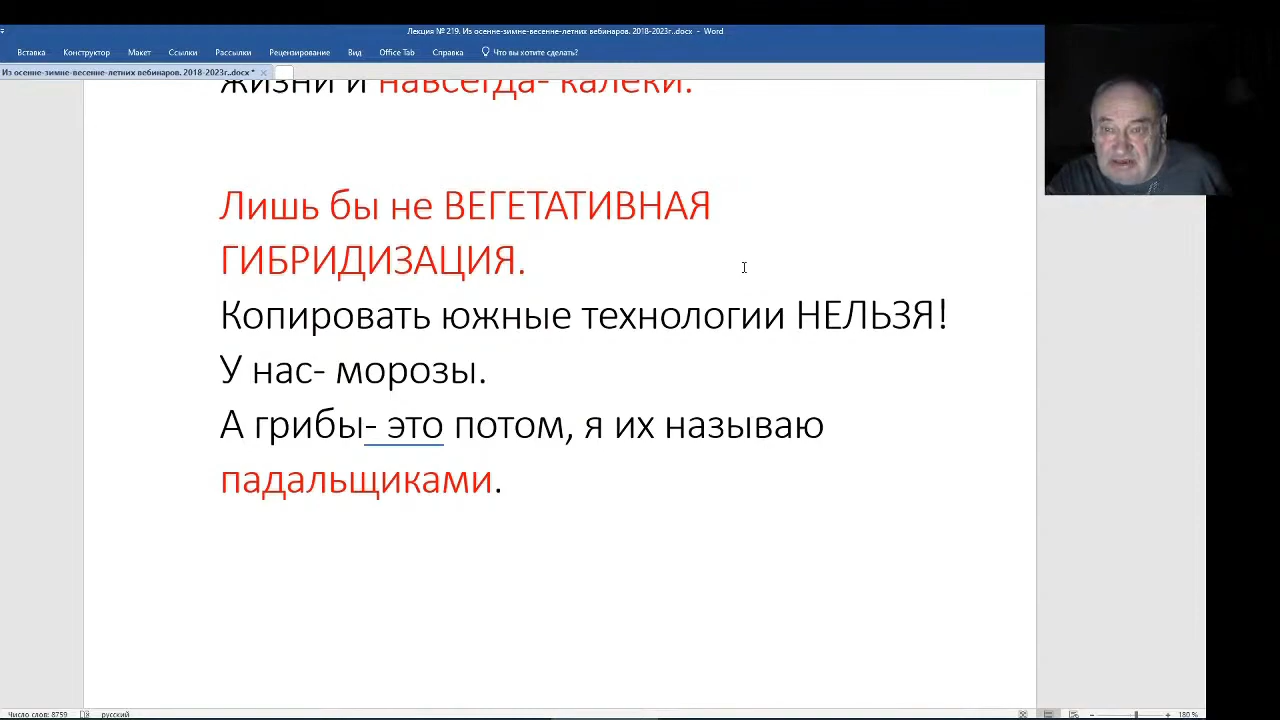 Лекция № 219. Из осенне-зимне-весенне-летних вебинаров. 2018-2023г..docx - Word
Вставка Конструктор Макет Ссылки Рассылки Рецензирование Вид Office Tab Справка Что вы хотите сделать?
Из осенне-зимне-весенне-летних вебинаров. 2018-2023г..docx *
жизни и навсегда- калеки.
Лишь бы не ВЕГЕТАТИВНАЯ
ГИБРИДИЗАЦИЯ.
Копировать южные технологии НЕЛЬЗЯ!
У нас- морозы.
А грибы- это потом, я их называю
падальщиками.
Число слов: 8759 русский 180 %